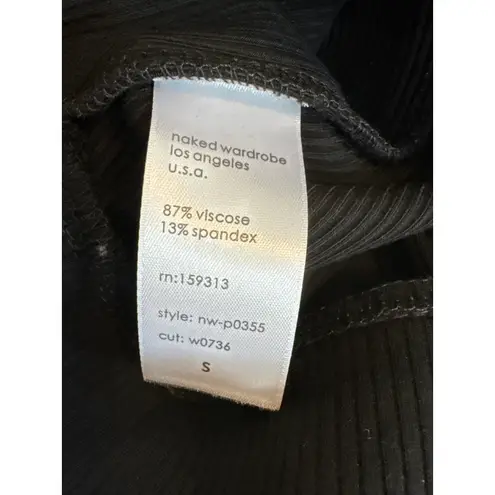 naked wardrobe
los angeles
u.s.a.
87% viscose
13% spandex
rn:159313
style: nw-p0355
cut: w0736
S